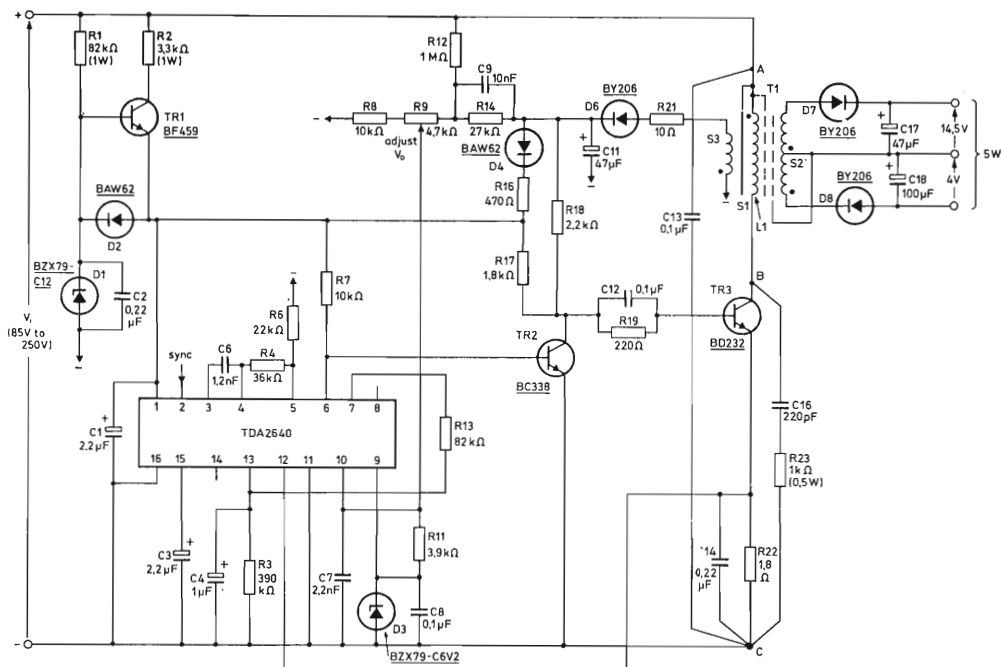 +
R1
82kΩ
(1W)
R2
3,3kΩ
(1W)
TR1
BF459
R12
1MΩ
C9
10nF
R8
10kΩ
R9
4,7kΩ
adjust
Vo
R14
27kΩ
BAW62
D4
D6
BY206
R21
10Ω
C11
47µF
+
A
T1
S3
S1
S2
L1
D7
BY206
C17
47µF
+
14,5V
5W
4V
C18
100µF
+
BY206
D8
BAW62
D2
R16
470Ω
R18
2,2kΩ
C13
0,1µF
BZX79-
C12
D1
C2
0,22
µF
Vi
(85V to
250V)
R7
10kΩ
R17
1,8kΩ
R6
22kΩ
C12
0,1µF
R19
220Ω
B
TR3
BD232
TR2
BC338
sync
C6
1,2nF
R4
36kΩ
1
2
3
4
5
6
7
8
TDA2640
16
15
14
13
12
11
10
9
R13
82kΩ
C1
2,2µF
+
C16
220pF
R23
1kΩ
(0,5W)
C3
2,2µF
+
C4
1µF
+
R3
390
kΩ
C7
2,2nF
R11
3,9kΩ
C8
0,1µF
D3
BZX79-C6V2
14
0,22
µF
R22
1,8
Ω
C
-